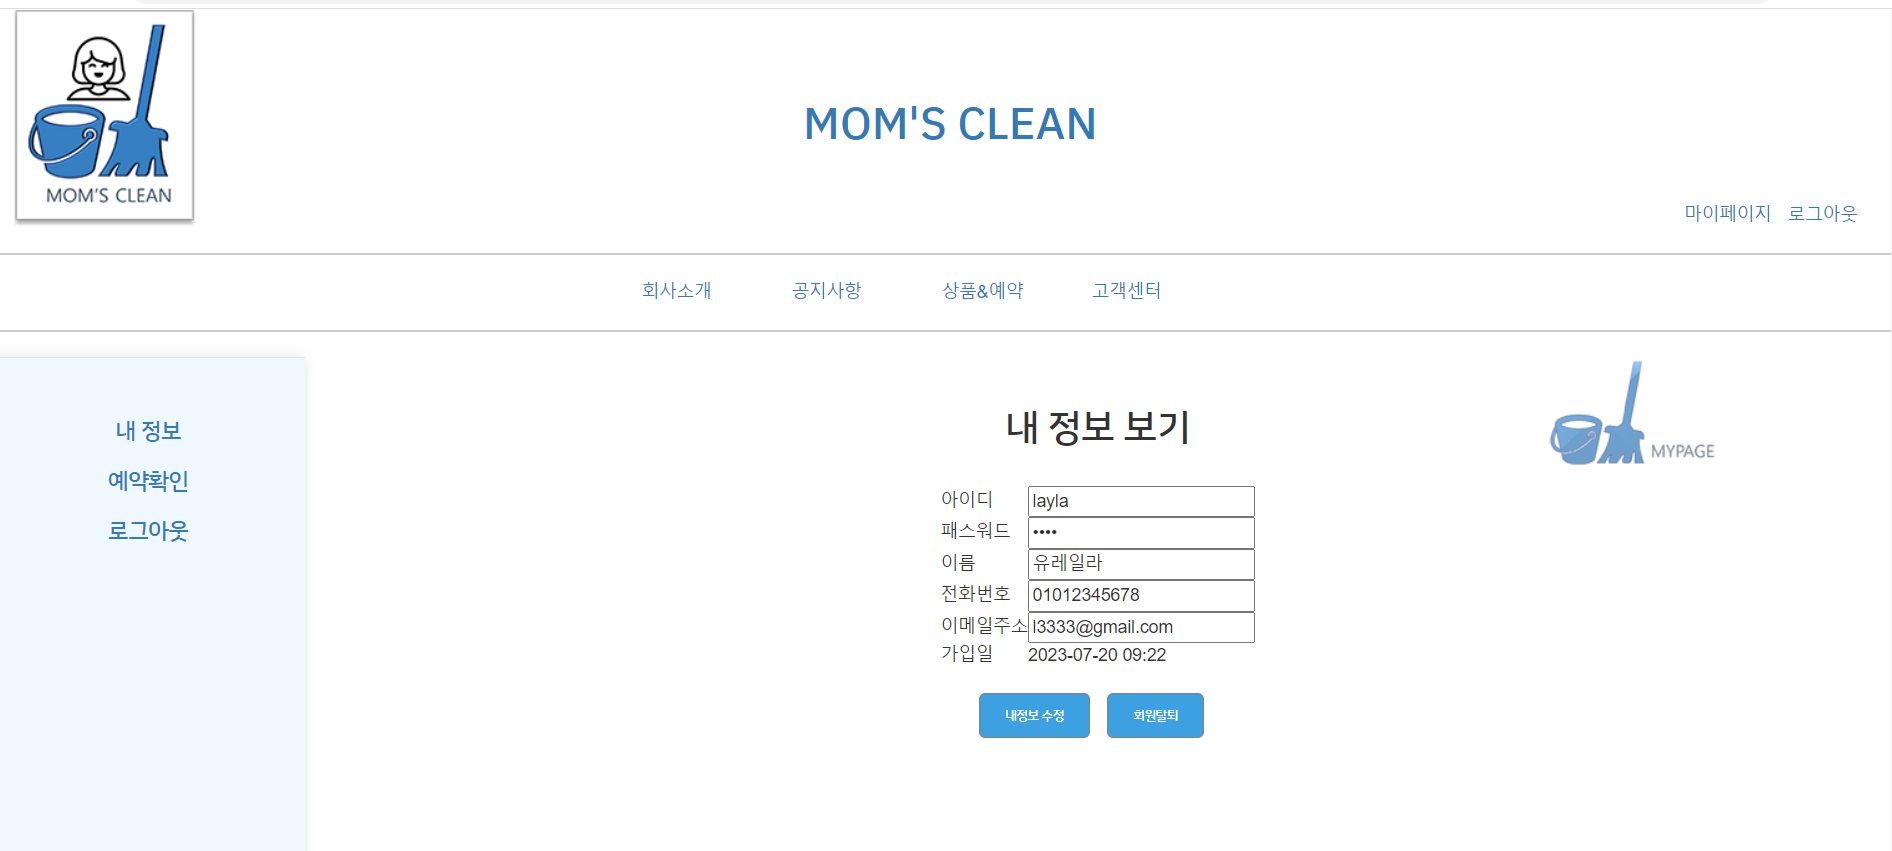 MOM'S CLEAN
MOM'S CLEAN
마이페이지 로그아웃
회사소개 공지사항 상품&예약 고객센터
내 정보
예약확인
로그아웃
내 정보 보기
MYPAGE
아이디 layla
패스워드 ••••
이름 유레일라
전화번호 01012345678
이메일주소 l3333@gmail.com
가입일 2023-07-20 09:22
내정보 수정 회원탈퇴